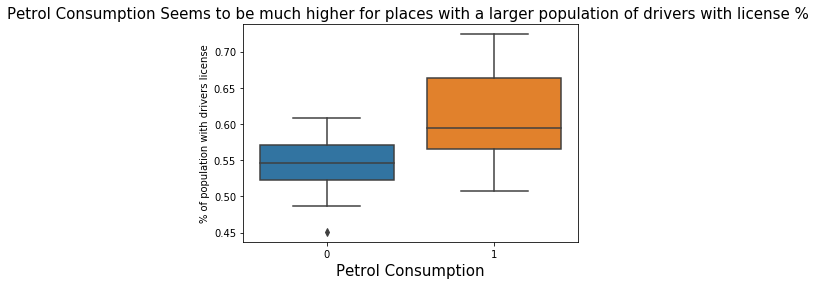 Petrol Consumption Seems to be much higher for places with a larger population of drivers with license %
% of population with drivers license
0.70
0.65
0.60
0.55
0.50
0.45
0 1
Petrol Consumption